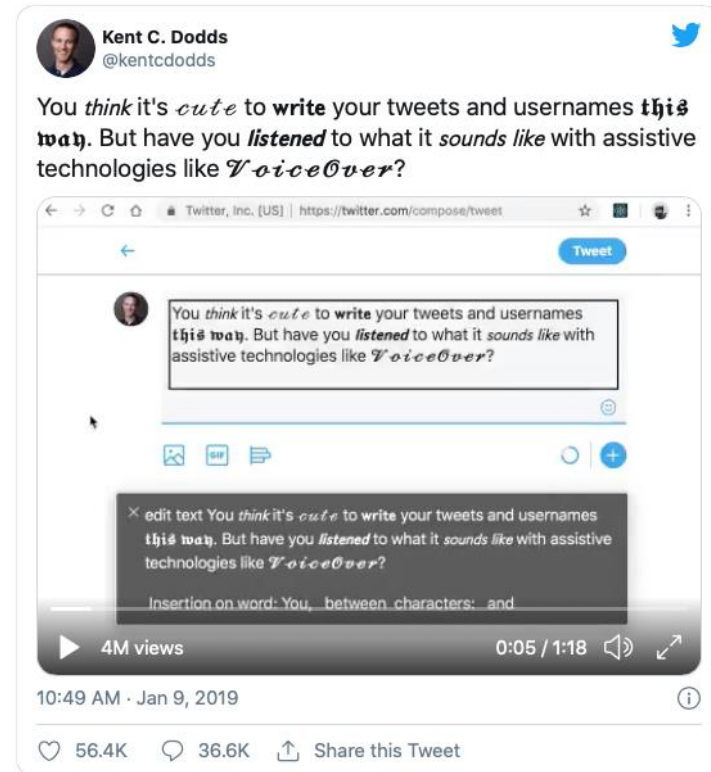 Kent C. Dodds
@kentcdodds
You 𝘵𝘩𝘪𝘯𝘬 it's 𝓬𝓾𝓽𝓮 to 𝘄𝗿𝗶𝘁𝗲 your tweets and usernames 𝖙𝖍𝖎𝖘
𝖜𝖆𝖞. But have you 𝙡𝙞𝙨𝙩𝙚𝙣𝙚𝙙 to what it 𝘴𝘰𝘶𝘯𝘥𝘴 𝘭𝘪𝘬𝘦 with assistive
technologies like 𝓥𝓸𝓲𝓬𝓮𝓞𝓿𝓮𝓻?
Twitter, Inc. [US] | https://twitter.com/compose/tweet
Tweet
You 𝘵𝘩𝘪𝘯𝘬 it's 𝓬𝓾𝓽𝓮 to 𝘄𝗿𝗶𝘁𝗲 your tweets and usernames
𝖙𝖍𝖎𝖘 𝖜𝖆𝖞. But have you 𝙡𝙞𝙨𝙩𝙚𝙣𝙚𝙙 to what it 𝘴𝘰𝘶𝘯𝘥𝘴 𝘭𝘪𝘬𝘦 with
assistive technologies like 𝓥𝓸𝓲𝓬𝓮𝓞𝓿𝓮𝓻?
GIF
edit text You 𝘵𝘩𝘪𝘯𝘬 it's 𝓬𝓾𝓽𝓮 to 𝘄𝗿𝗶𝘁𝗲 your tweets and usernames
𝖙𝖍𝖎𝖘 𝖜𝖆𝖞. But have you 𝙡𝙞𝙨𝙩𝙚𝙣𝙚𝙙 to what it 𝘴𝘰𝘶𝘯𝘥𝘴 𝘭𝘪𝘬𝘦 with assistive
technologies like 𝓥𝓸𝓲𝓬𝓮𝓞𝓿𝓮𝓻?
Insertion on word: You, between characters: and
4M views 0:05 / 1:18
10:49 AM · Jan 9, 2019
56.4K 36.6K Share this Tweet